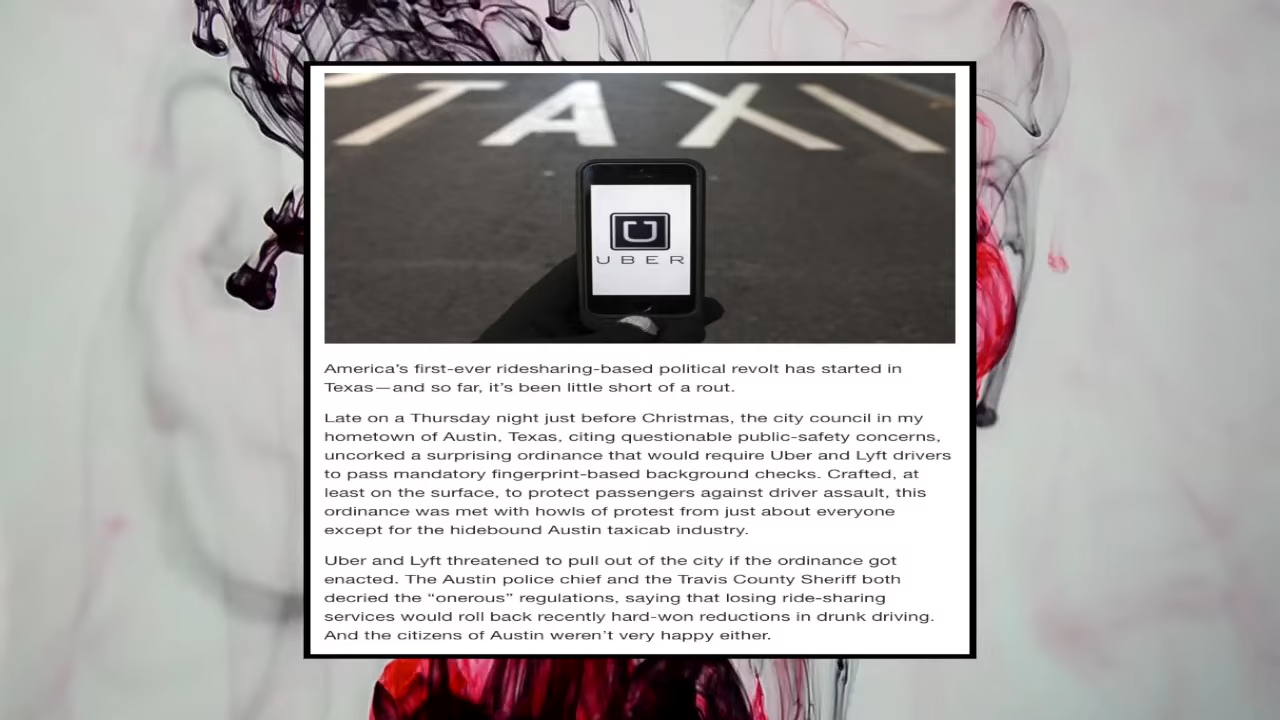 TAXI
UBER
America's first-ever ridesharing-based political revolt has started in
Texas—and so far, it's been little short of a rout.
Late on a Thursday night just before Christmas, the city council in my
hometown of Austin, Texas, citing questionable public-safety concerns,
uncorked a surprising ordinance that would require Uber and Lyft drivers
to pass mandatory fingerprint-based background checks. Crafted, at
least on the surface, to protect passengers against driver assault, this
ordinance was met with howls of protest from just about everyone
except for the hidebound Austin taxicab industry.
Uber and Lyft threatened to pull out of the city if the ordinance got
enacted. The Austin police chief and the Travis County Sheriff both
decried the “onerous” regulations, saying that losing ride-sharing
services would roll back recently hard-won reductions in drunk driving.
And the citizens of Austin weren't very happy either.